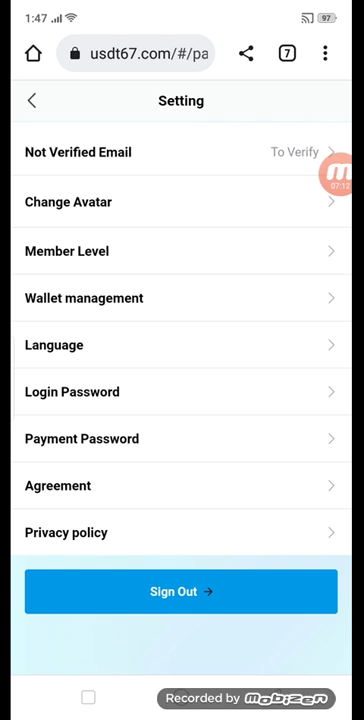 1:47
97
usdt67.com/#/pa
7
Setting
Not Verified Email To Verify
07:12
Change Avatar
Member Level
Wallet management
Language
Login Password
Payment Password
Agreement
Privacy policy
Sign Out →
Recorded by mobizen